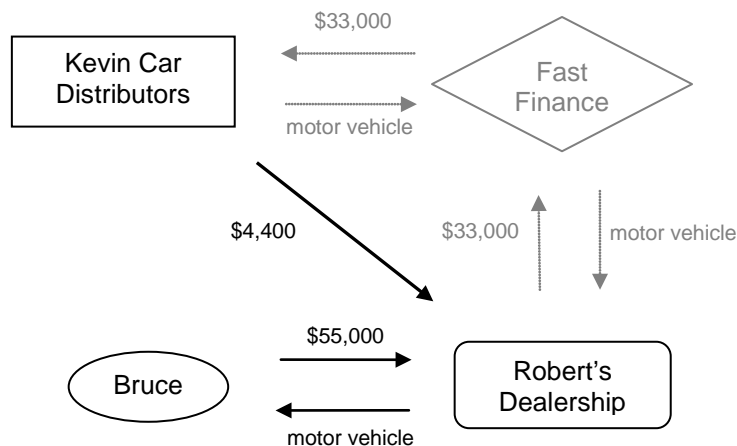 $33,000
Kevin Car
Distributors
Fast
Finance
motor vehicle
$4,400
$33,000
motor vehicle
$55,000
Bruce
Robert's
Dealership
motor vehicle